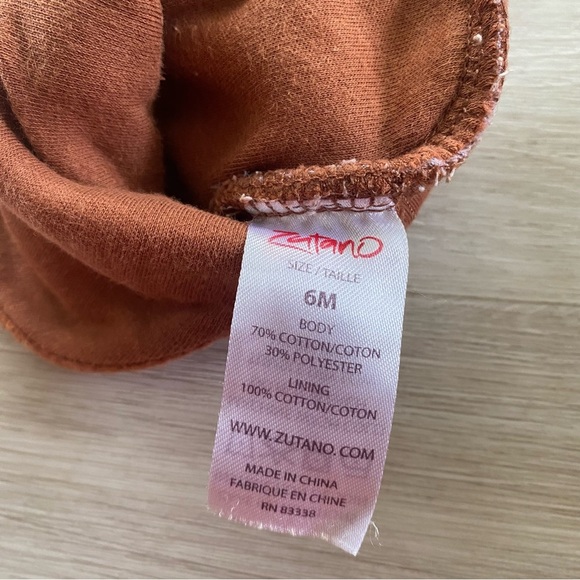 Zutano
SIZE / TAILLE
6M
BODY
70% COTTON/COTON
30% POLYESTER
LINING
100% COTTON/COTON
WWW.ZUTANO.COM
MADE IN CHINA
FABRIQUE EN CHINE
RN 83338